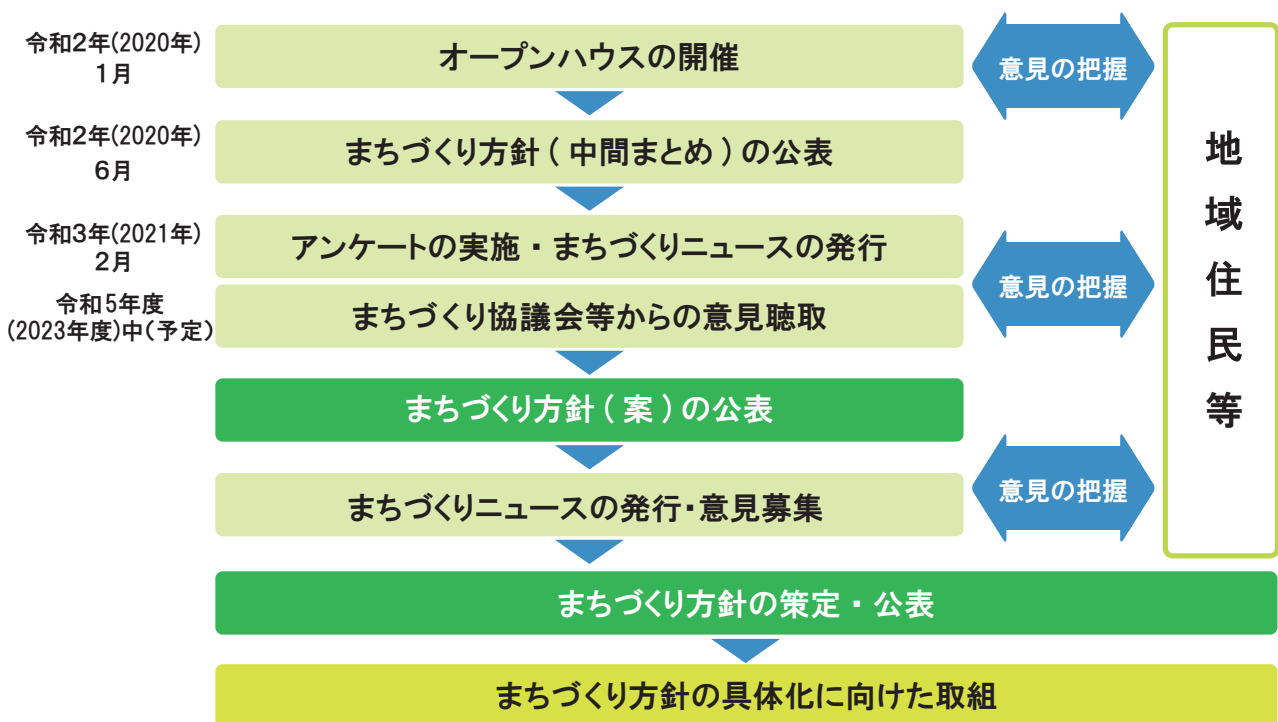 令和2年(2020年)
1月
オープンハウスの開催
意見の把握
令和2年(2020年)
6月
まちづくり方針(中間まとめ)の公表
令和3年(2021年)
2月
アンケートの実施・まちづくりニュースの発行
令和5年度
(2023年度)中(予定)
まちづくり協議会等からの意見聴取
意見の把握
まちづくり方針(案)の公表
まちづくりニュースの発行・意見募集
意見の把握
地域住民等
まちづくり方針の策定・公表
まちづくり方針の具体化に向けた取組